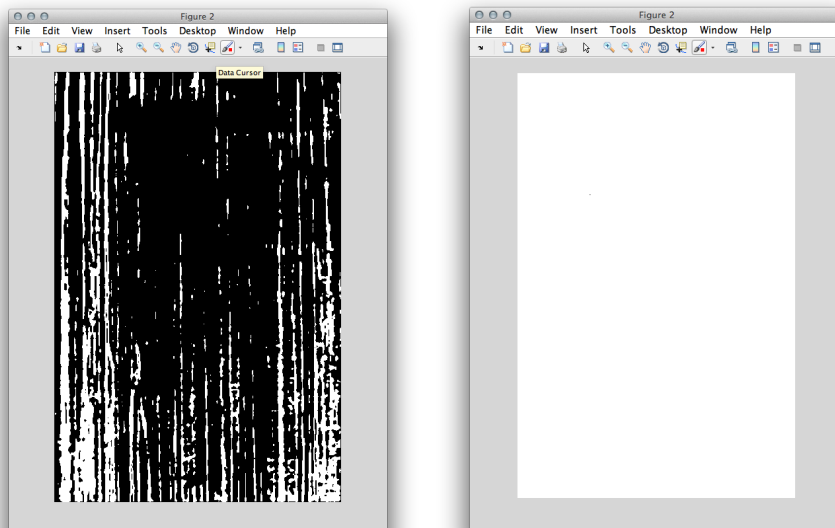 Figure 2
File Edit View Insert Tools Desktop Window Help
Data Cursor
Figure 2
File Edit View Insert Tools Desktop Window Help